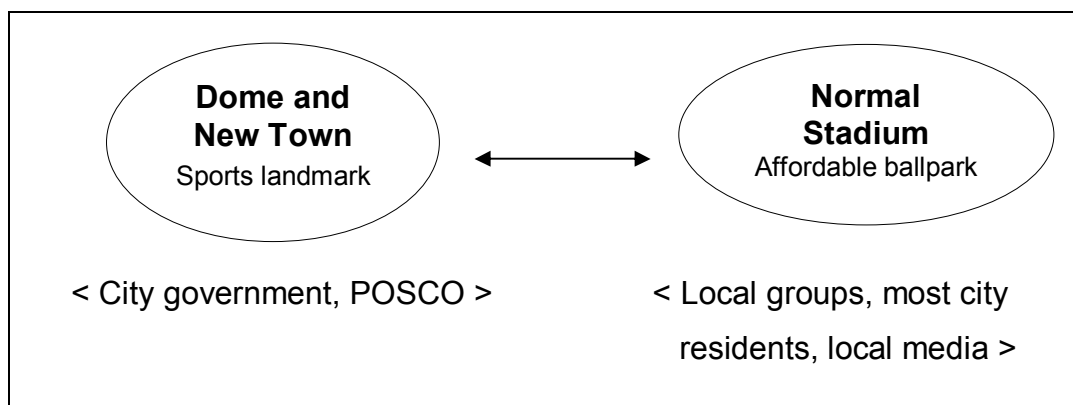 Dome and
New Town
Sports landmark
Normal
Stadium
Affordable ballpark
< City government, POSCO >
< Local groups, most city
residents, local media >